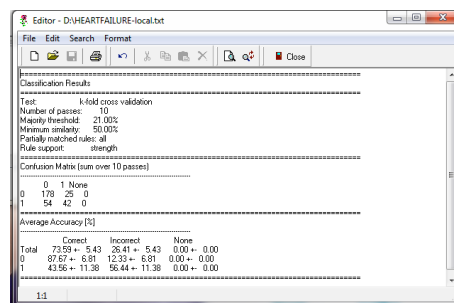 Editor - D:\HEARTFAILURE-local.txt
File Edit Search Format
Close
================================================================
Classification Results
================================================================
Test: k-fold cross validation
Number of passes: 10
Majority threshold: 21.00%
Minimum similarity: 50.00%
Partially matched rules: all
Rule support: strength
================================================================
Confusion Matrix (sum over 10 passes)
----------------------------------------------------------------
0 1 None
0 178 25 0
1 54 42 0
================================================================
Average Accuracy [%]
----------------------------------------------------------------
Correct Incorrect None
Total 73.59 +- 5.43 26.41 +- 5.43 0.00 +- 0.00
0 87.67 +- 6.81 12.33 +- 6.81 0.00 +- 0.00
1 43.56 +- 11.38 56.44 +- 11.38 0.00 +- 0.00
================================================================
1:1